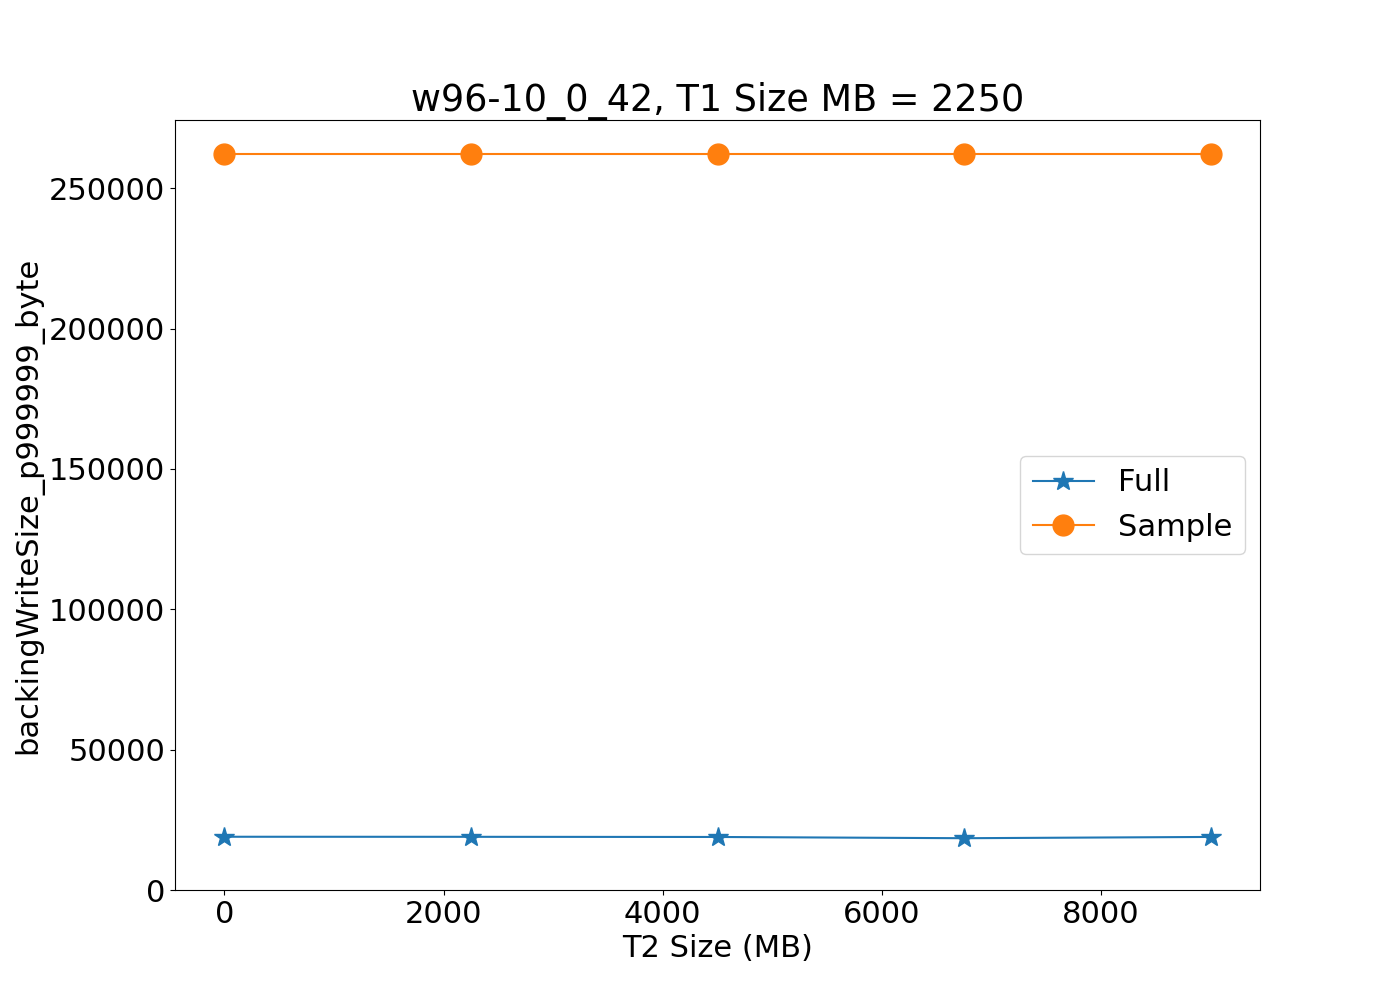 w96-10_0_42, T1 Size MB = 2250
backingWriteSize_p999999_byte
250000
200000
150000
100000
50000
0
Full
Sample
0 2000 4000 6000 8000
T2 Size (MB)